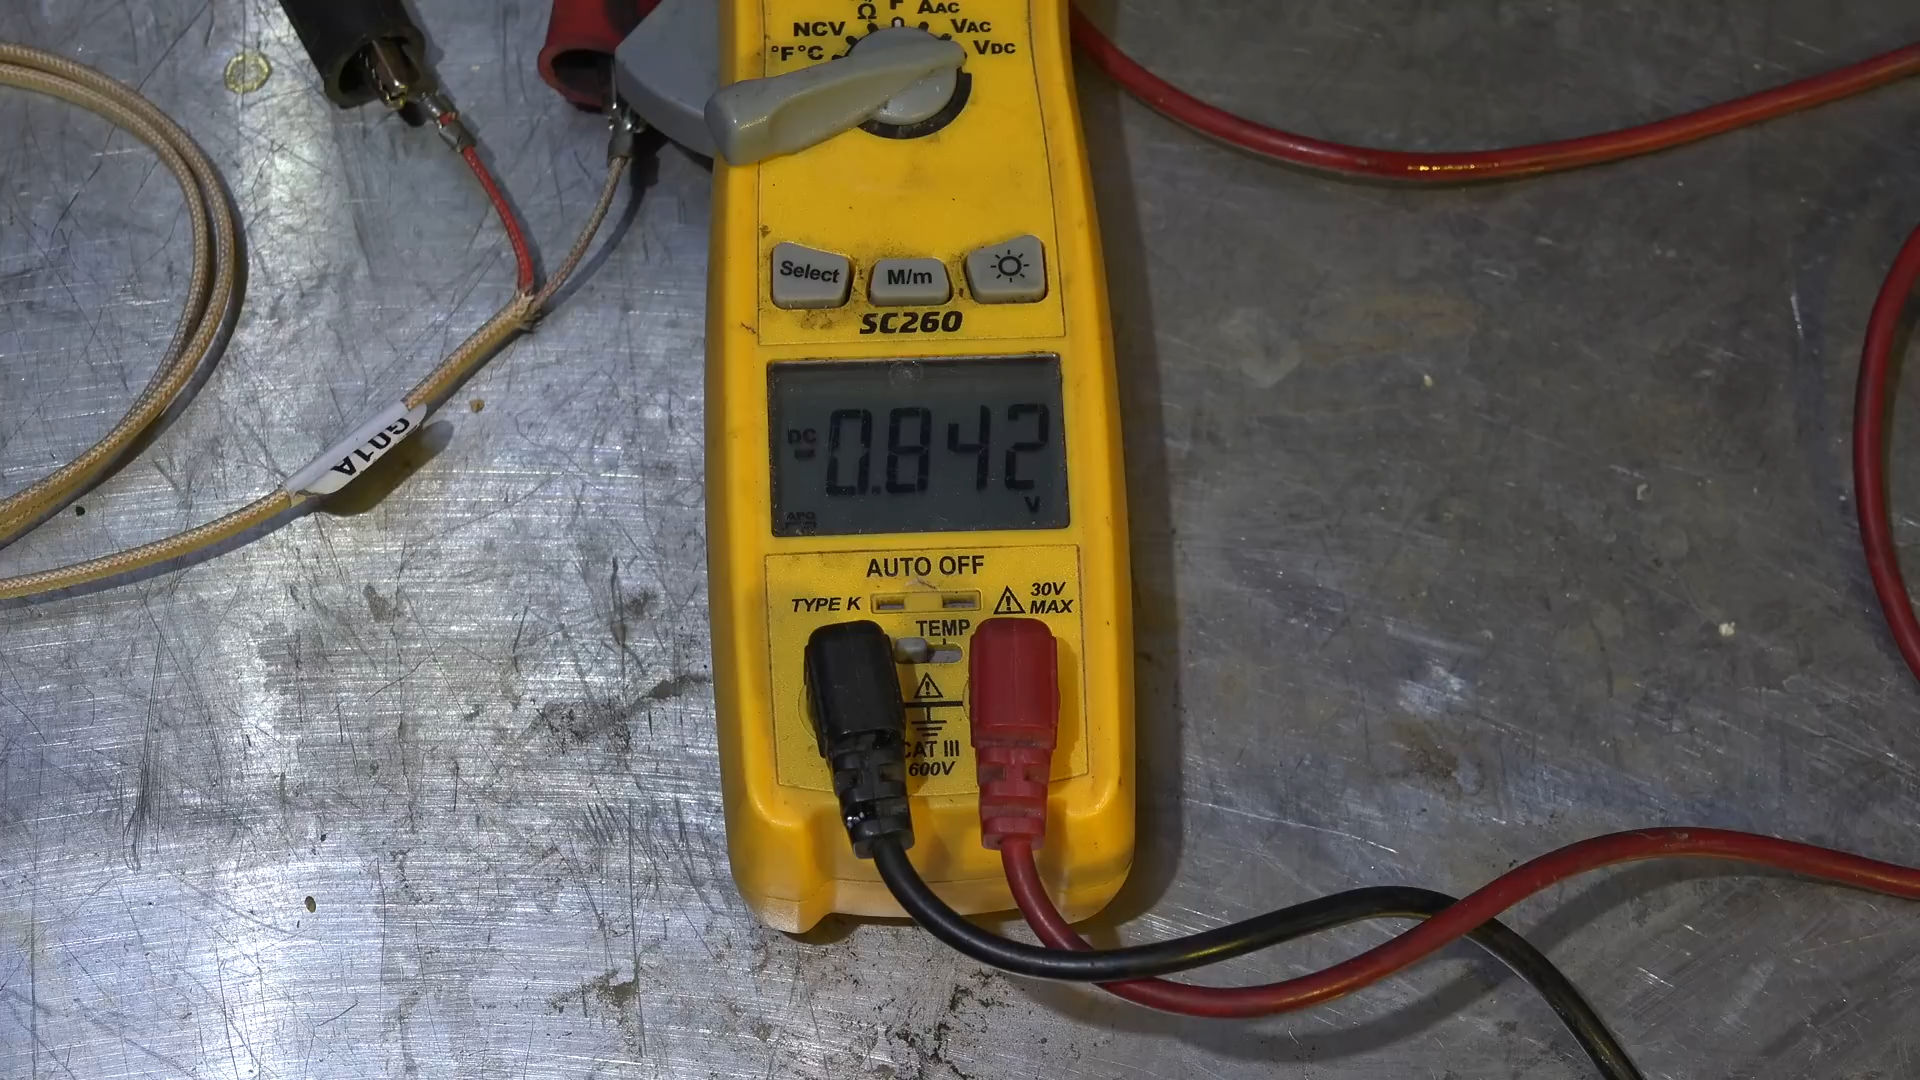 Ω
F
AAC
NCV
VAC
°F°C
VDC
Select
M/m
SC260
DC
0.842
V
APO
AUTO OFF
TYPE K
30V
MAX
TEMP
CAT III
600V
G01A